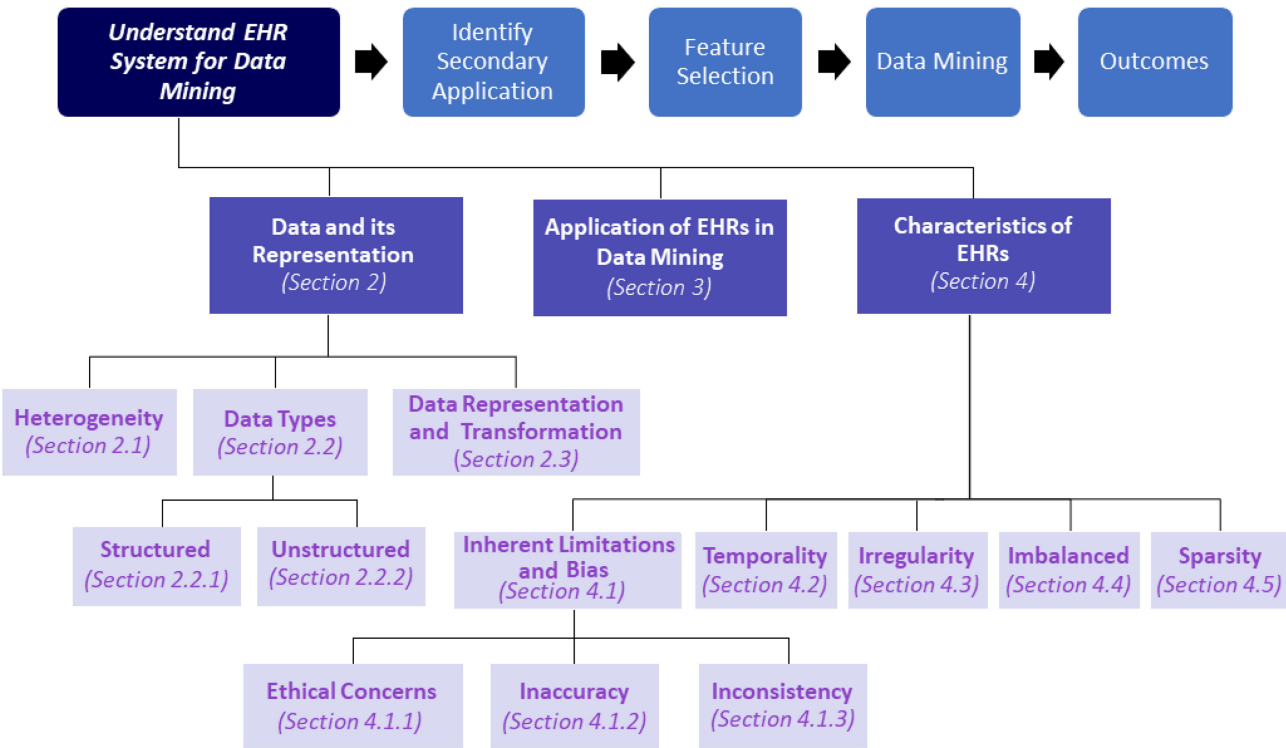 Understand EHR
System for Data
Mining
Identify
Secondary
Application
Feature
Selection
Data Mining
Outcomes
Data and its
Representation
(Section 2)
Application of EHRs in
Data Mining
(Section 3)
Characteristics of
EHRs
(Section 4)
Heterogeneity
(Section 2.1)
Data Types
(Section 2.2)
Data Representation
and Transformation
(Section 2.3)
Structured
(Section 2.2.1)
Unstructured
(Section 2.2.2)
Inherent Limitations
and Bias
(Section 4.1)
Temporality
(Section 4.2)
Irregularity
(Section 4.3)
Imbalanced
(Section 4.4)
Sparsity
(Section 4.5)
Ethical Concerns
(Section 4.1.1)
Inaccuracy
(Section 4.1.2)
Inconsistency
(Section 4.1.3)